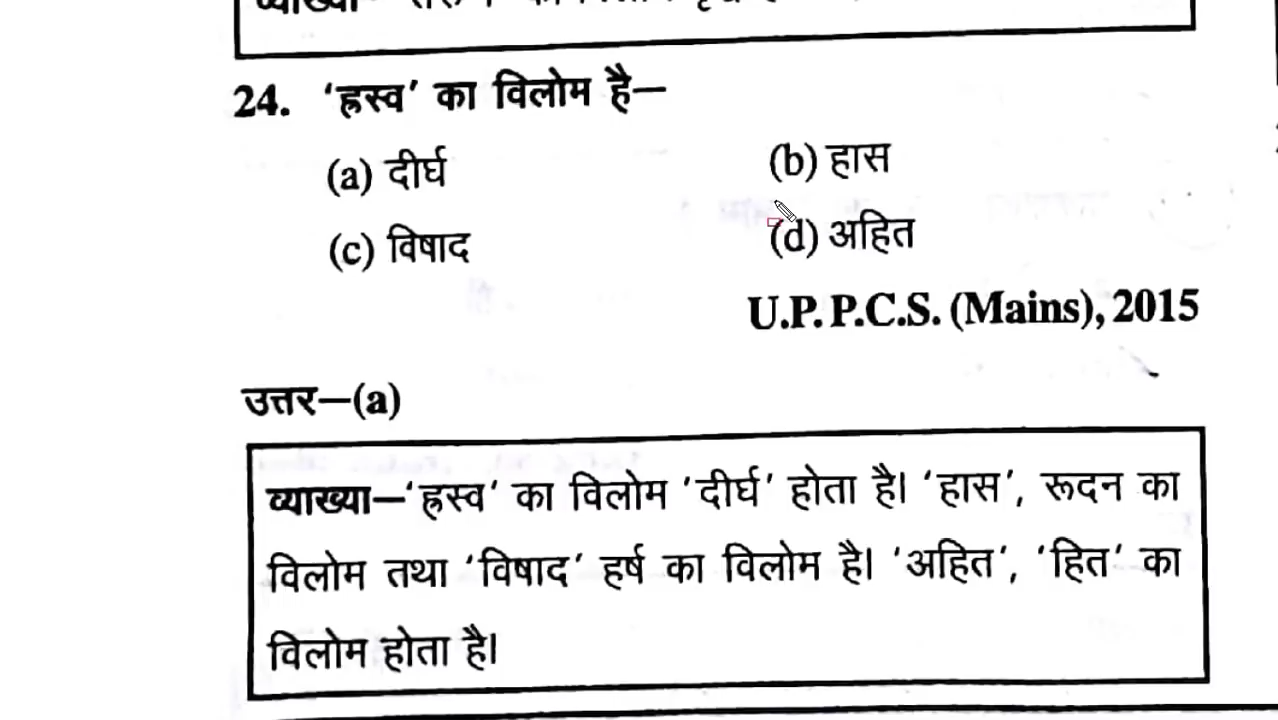 24. 'ह्रस्व' का विलोम है–
(a) दीर्घ (b) हास
(c) विषाद (d) अहित
U.P.P.C.S. (Mains), 2015
उत्तर–(a)
व्याख्या–'ह्रस्व' का विलोम 'दीर्घ' होता है। 'हास', रूदन का
विलोम तथा 'विषाद' हर्ष का विलोम है। 'अहित', 'हित' का
विलोम होता है।